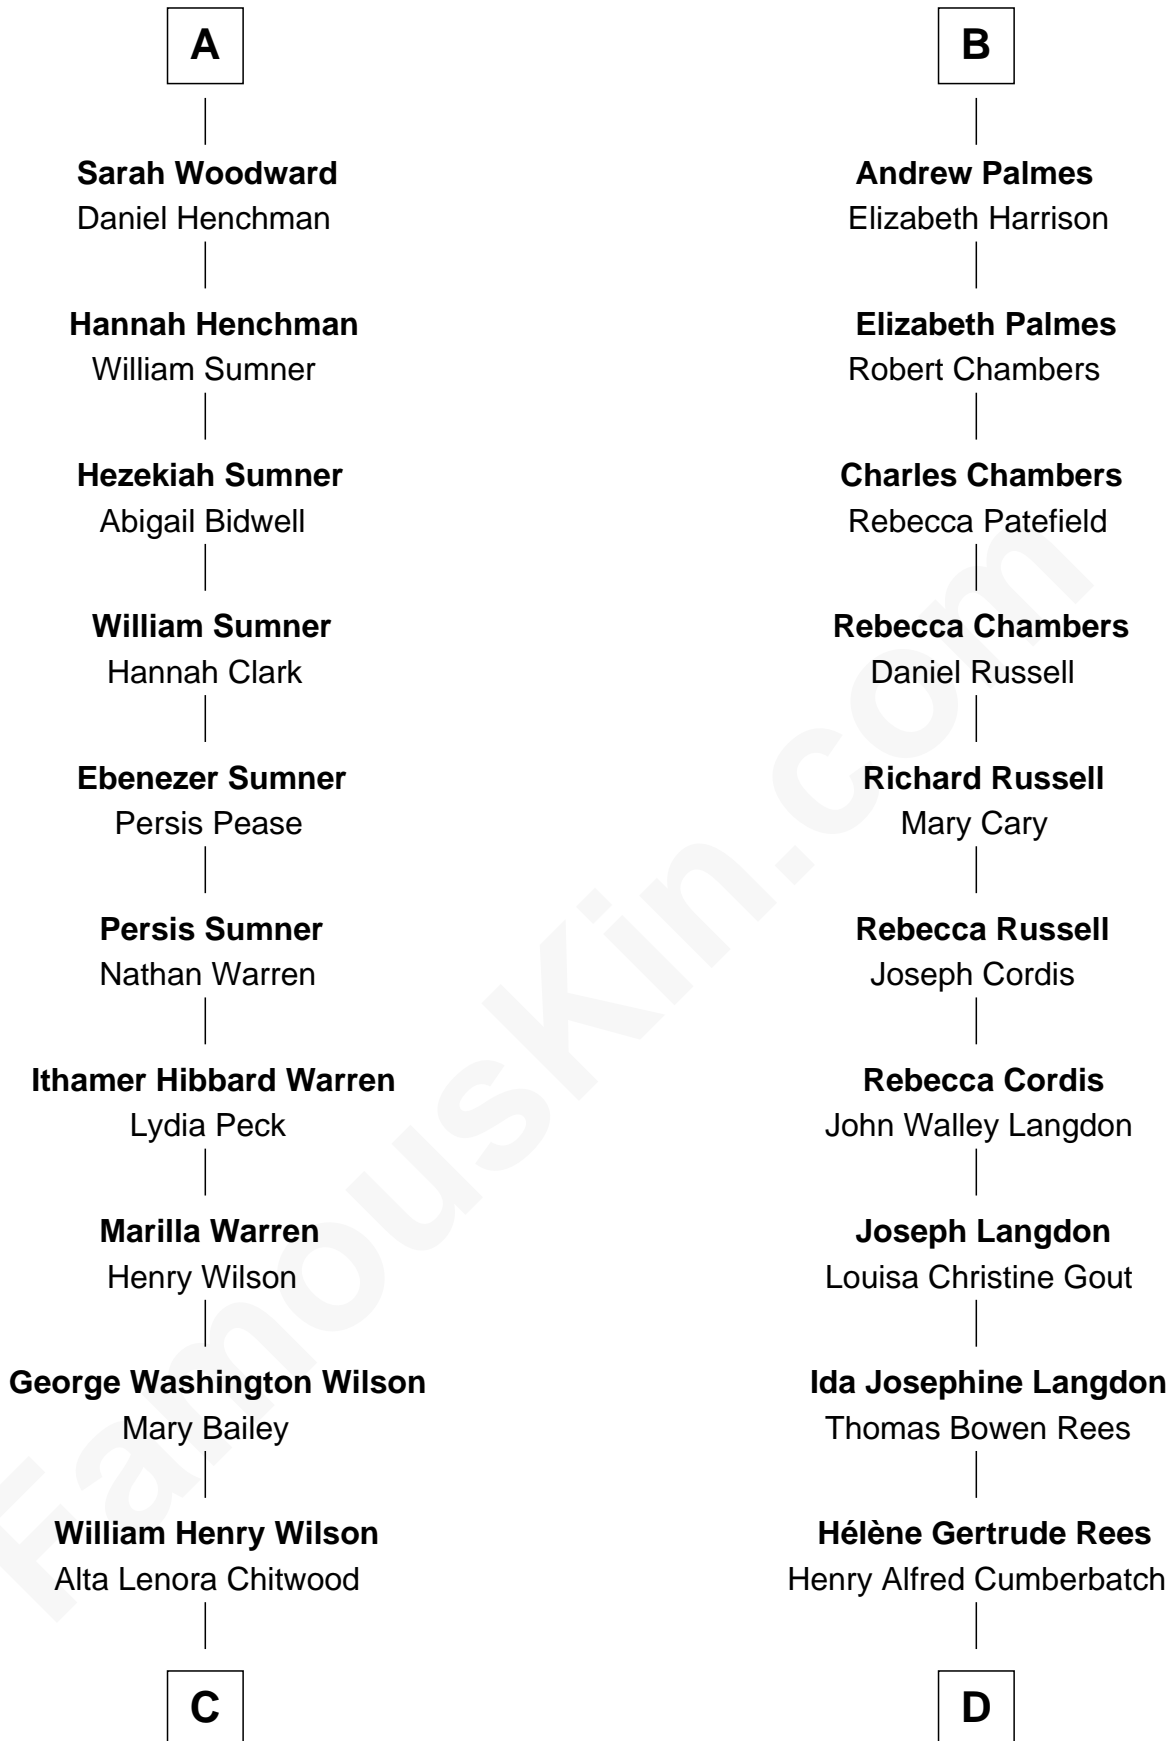 A
Sarah Woodward
Daniel Henchman
Hannah Henchman
William Sumner
Hezekiah Sumner
Abigail Bidwell
William Sumner
Hannah Clark
Ebenezer Sumner
Persis Pease
Persis Sumner
Nathan Warren
Ithamer Hibbard Warren
Lydia Peck
Marilla Warren
Henry Wilson
George Washington Wilson
Mary Bailey
William Henry Wilson
Alta Lenora Chitwood
C
B
Andrew Palmes
Elizabeth Harrison
Elizabeth Palmes
Robert Chambers
Charles Chambers
Rebecca Patefield
Rebecca Chambers
Daniel Russell
Richard Russell
Mary Cary
Rebecca Russell
Joseph Cordis
Rebecca Cordis
John Walley Langdon
Joseph Langdon
Louisa Christine Gout
Ida Josephine Langdon
Thomas Bowen Rees
Hélène Gertrude Rees
Henry Alfred Cumberbatch
D
FamousKin.com